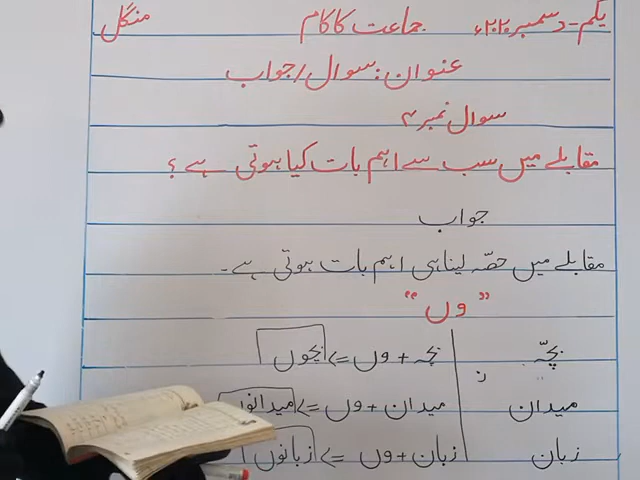 یکم - دسمبر ۲۰۲۰ء جماعت کا کام منگل
عنوان: سوال/جواب
سوال نمبر ۴
مقابلے میں سب سے اہم بات کیا ہوتی ہے؟
جواب
مقابلے میں حصّہ لینا ہی اہم بات ہوتی ہے۔
”وں“
بچّہ بچہ + وں => بچوں
میدان میدان + وں => میدانوں
زبان زبان + وں => زبانوں